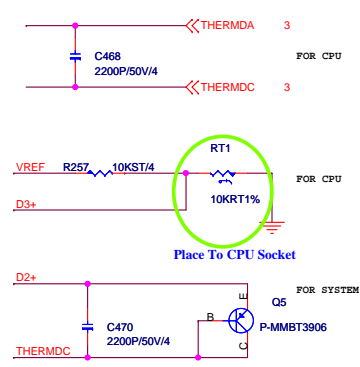 THERMDA 3
C468
2200P/50V/4
FOR CPU
THERMDC 3
RT1
VREF R257 10KST/4
FOR CPU
10KRT1%
D3+
Place To CPU Socket
D2+
E
FOR SYSTEM
Q5
B
P-MMBT3906
C470
2200P/50V/4
C
THERMDC